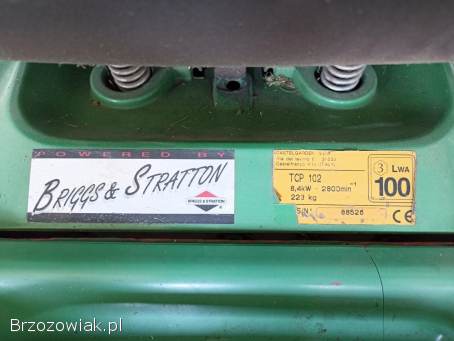 POWERED BY
BRIGGS & STRATTON
BRIGGS & STRATTON
CASTELGARDEN
TCP 102
8,4kW - 2800min⁻¹
223 kg
S/N
88526
3
LWA
100
CE
Brzozowiak.pl